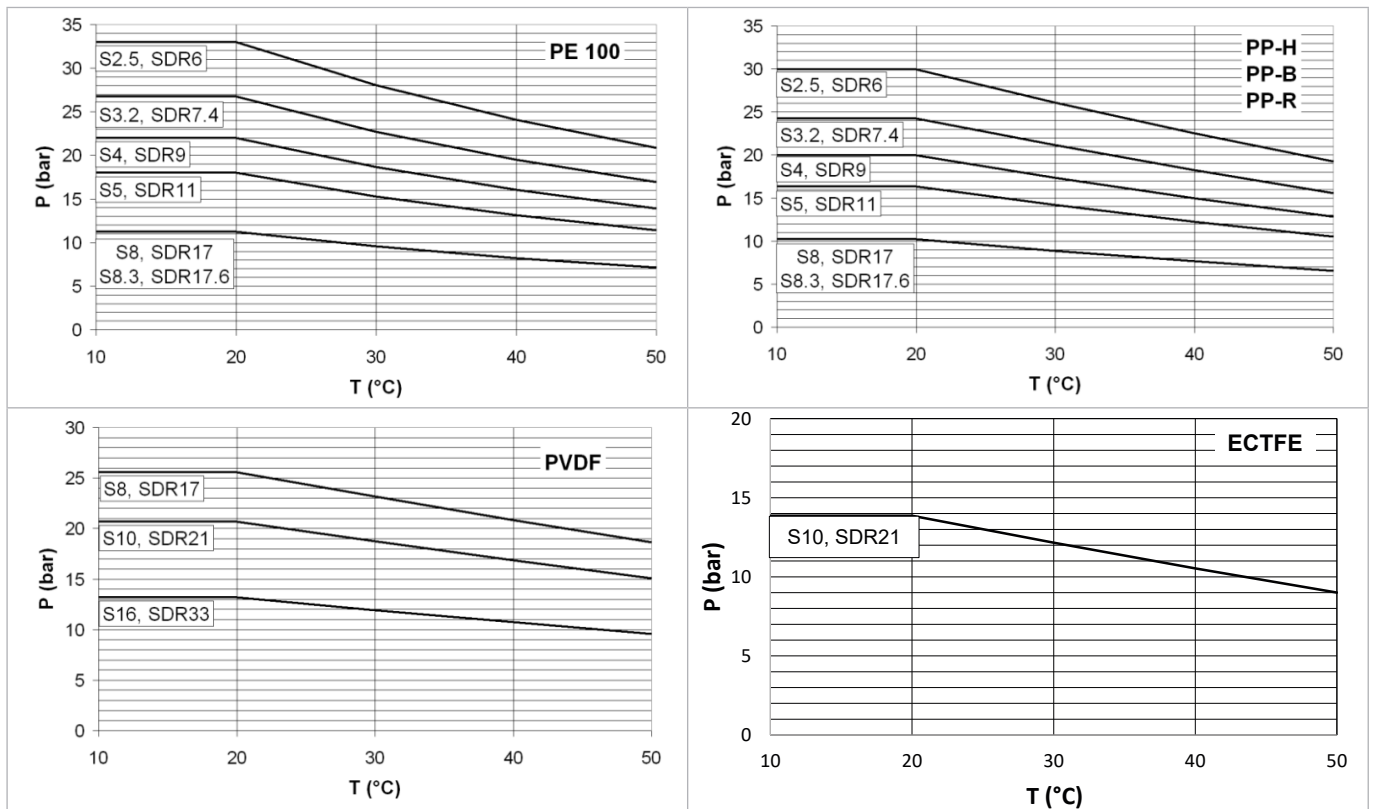 35
30
25
20
15
10
5
0
P (bar)
PE 100
S2.5, SDR6
S3.2, SDR7.4
S4, SDR9
S5, SDR11
S8, SDR17
S8.3, SDR17.6
10 20 30 40 50
T (°C)
35
30
25
20
15
10
5
0
P (bar)
PP-H
PP-B
PP-R
S2.5, SDR6
S3.2, SDR7.4
S4, SDR9
S5, SDR11
S8, SDR17
S8.3, SDR17.6
10 20 30 40 50
T (°C)
30
25
20
15
10
5
0
P (bar)
PVDF
S8, SDR17
S10, SDR21
S16, SDR33
10 20 30 40 50
T (°C)
20
15
10
5
0
P (bar)
ECTFE
S10, SDR21
10 20 30 40 50
T (°C)